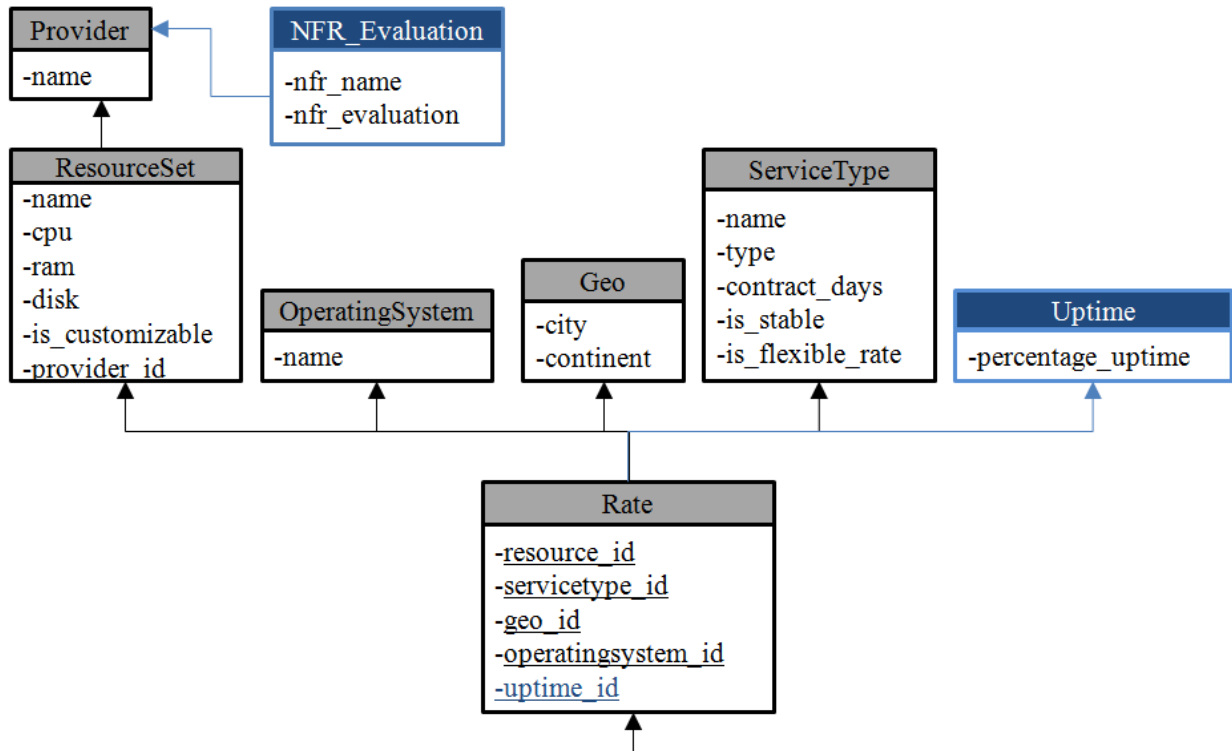 Provider
-name
NFR_Evaluation
-nfr_name
-nfr_evaluation
ResourceSet
-name
-cpu
-ram
-disk
-is_customizable
-provider_id
OperatingSystem
-name
Geo
-city
-continent
ServiceType
-name
-type
-contract_days
-is_stable
-is_flexible_rate
Uptime
-percentage_uptime
Rate
-resource_id
-servicetype_id
-geo_id
-operatingsystem_id
-uptime_id